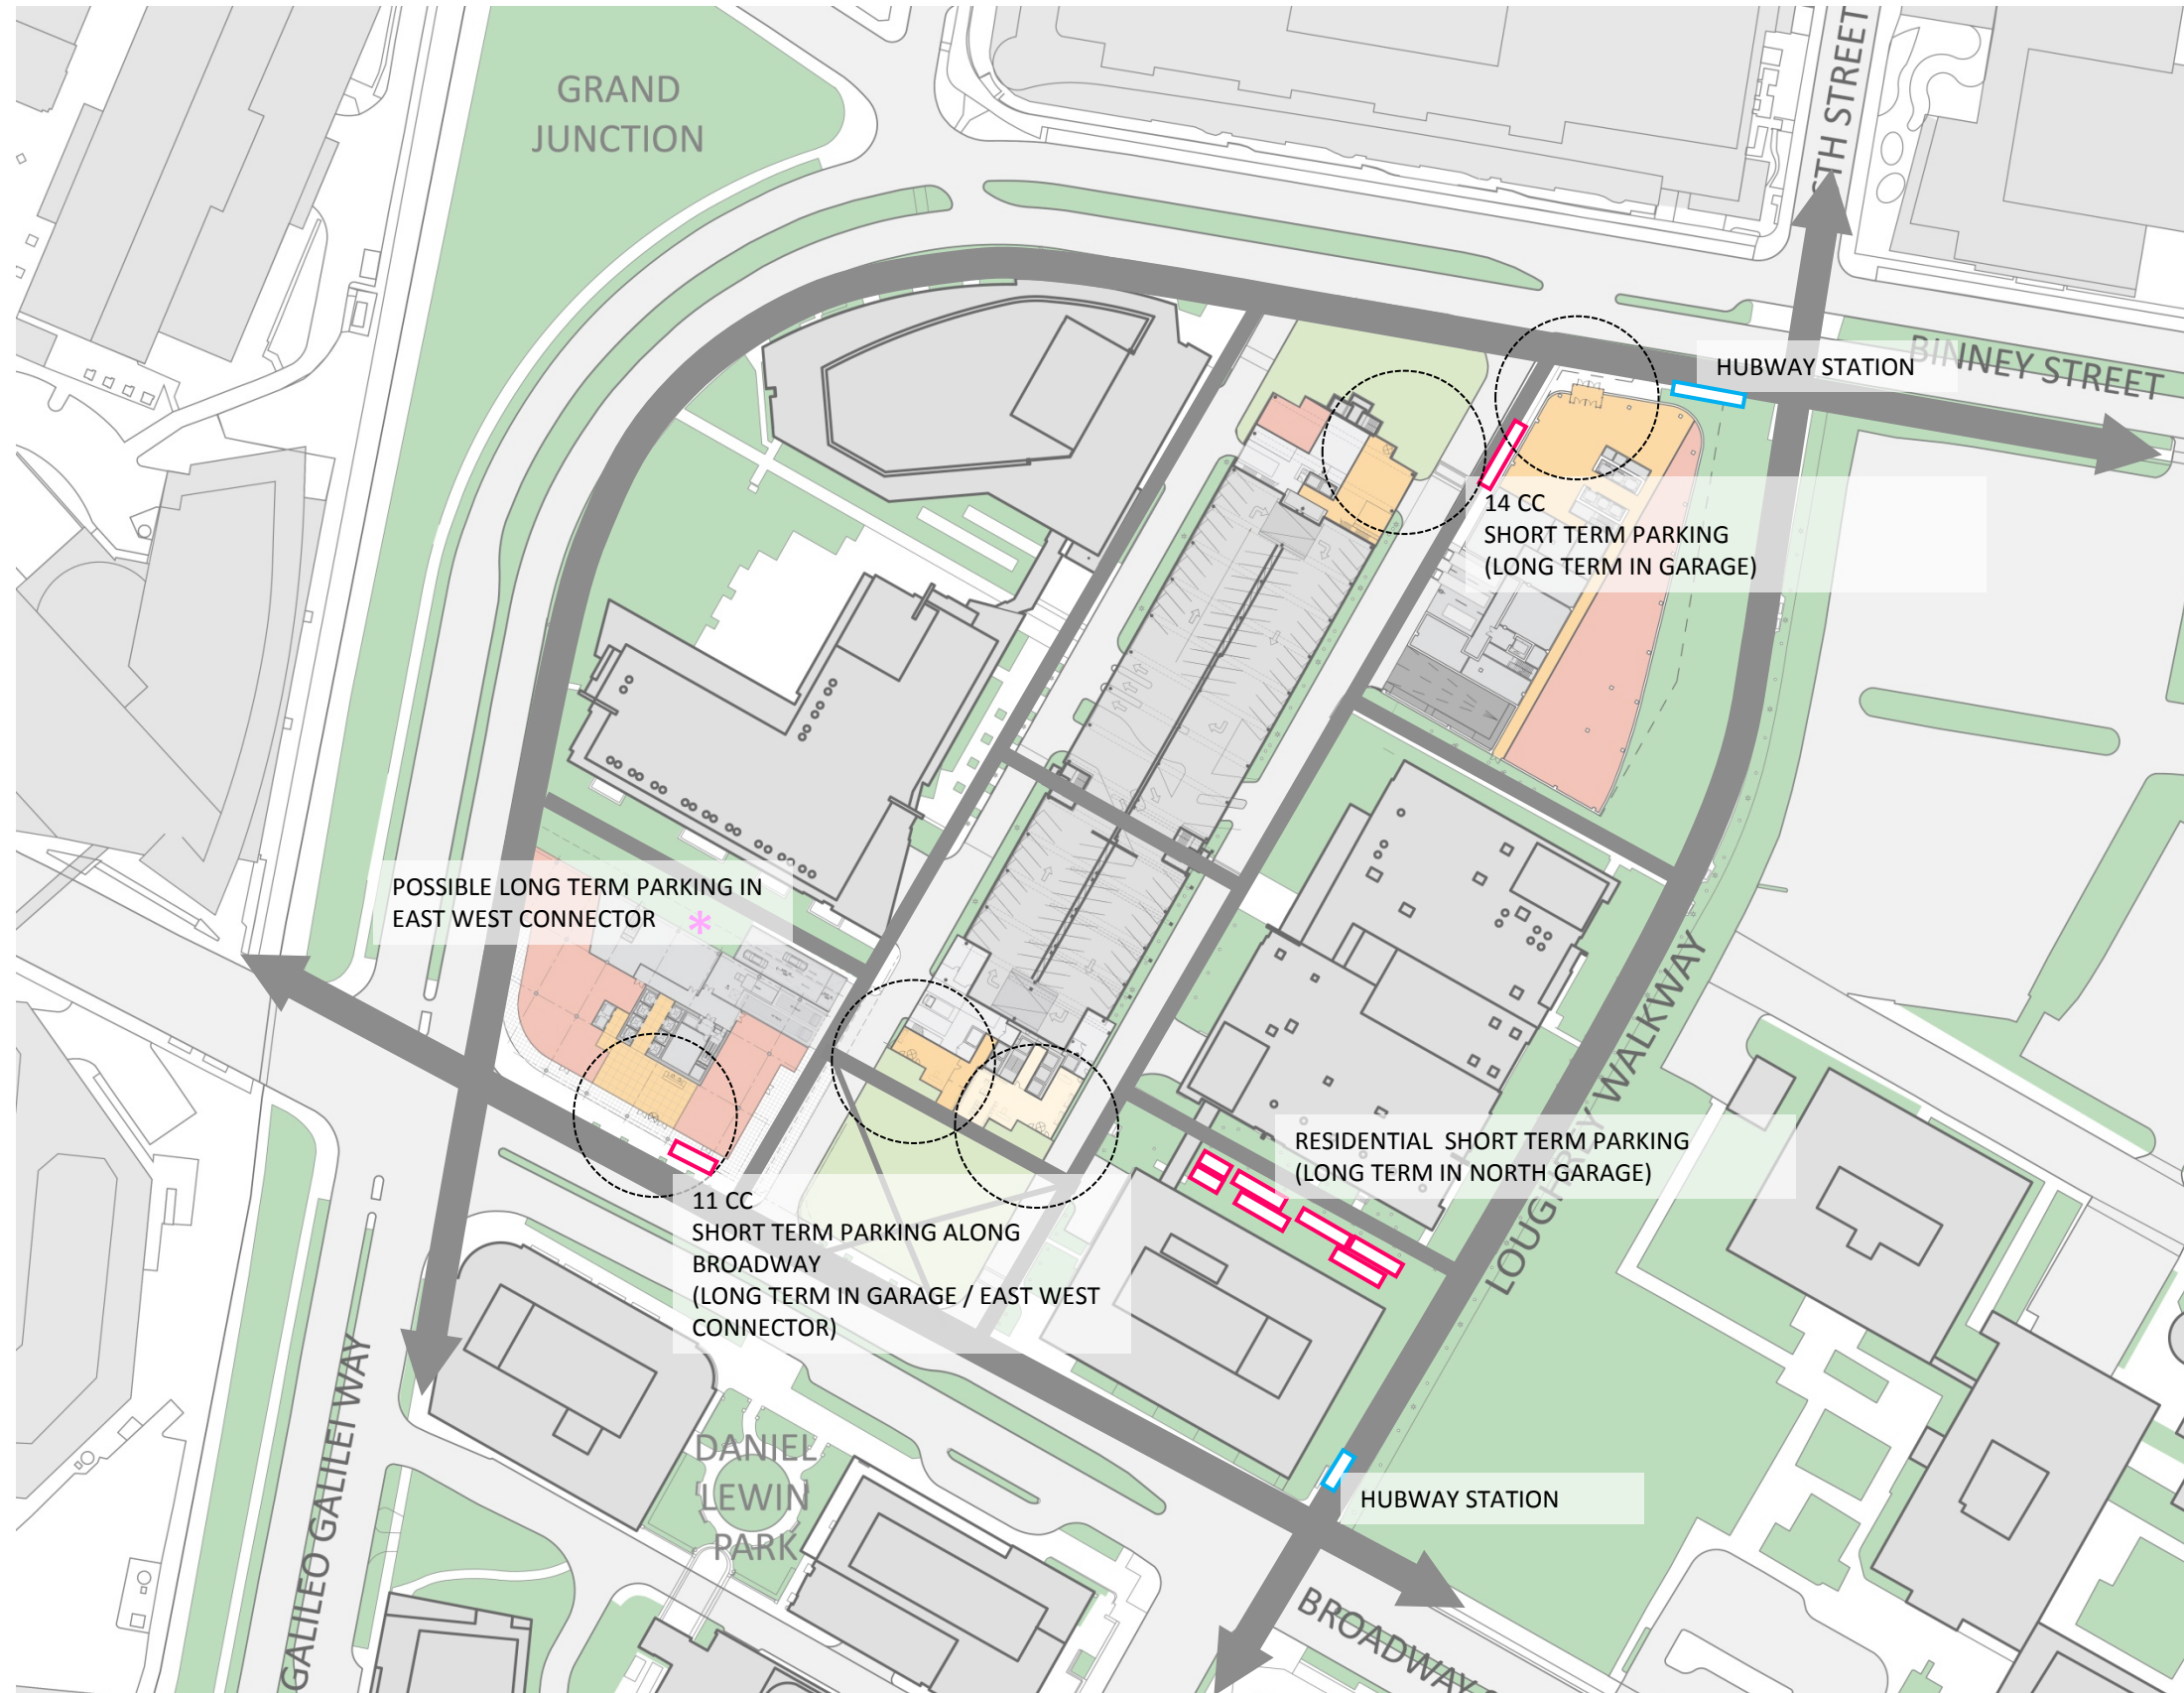 GRAND
JUNCTION
STREET
HUBWAY STATION
BINNEY STREET
14 CC
SHORT TERM PARKING
(LONG TERM IN GARAGE)
POSSIBLE LONG TERM PARKING IN
EAST WEST CONNECTOR *
LOUGHREY WALKWAY
RESIDENTIAL SHORT TERM PARKING
(LONG TERM IN NORTH GARAGE)
11 CC
SHORT TERM PARKING ALONG
BROADWAY
(LONG TERM IN GARAGE / EAST WEST
CONNECTOR)
GALILEO GALILEI WAY
DANIEL
LEWIN
PARK
HUBWAY STATION
BROADWAY